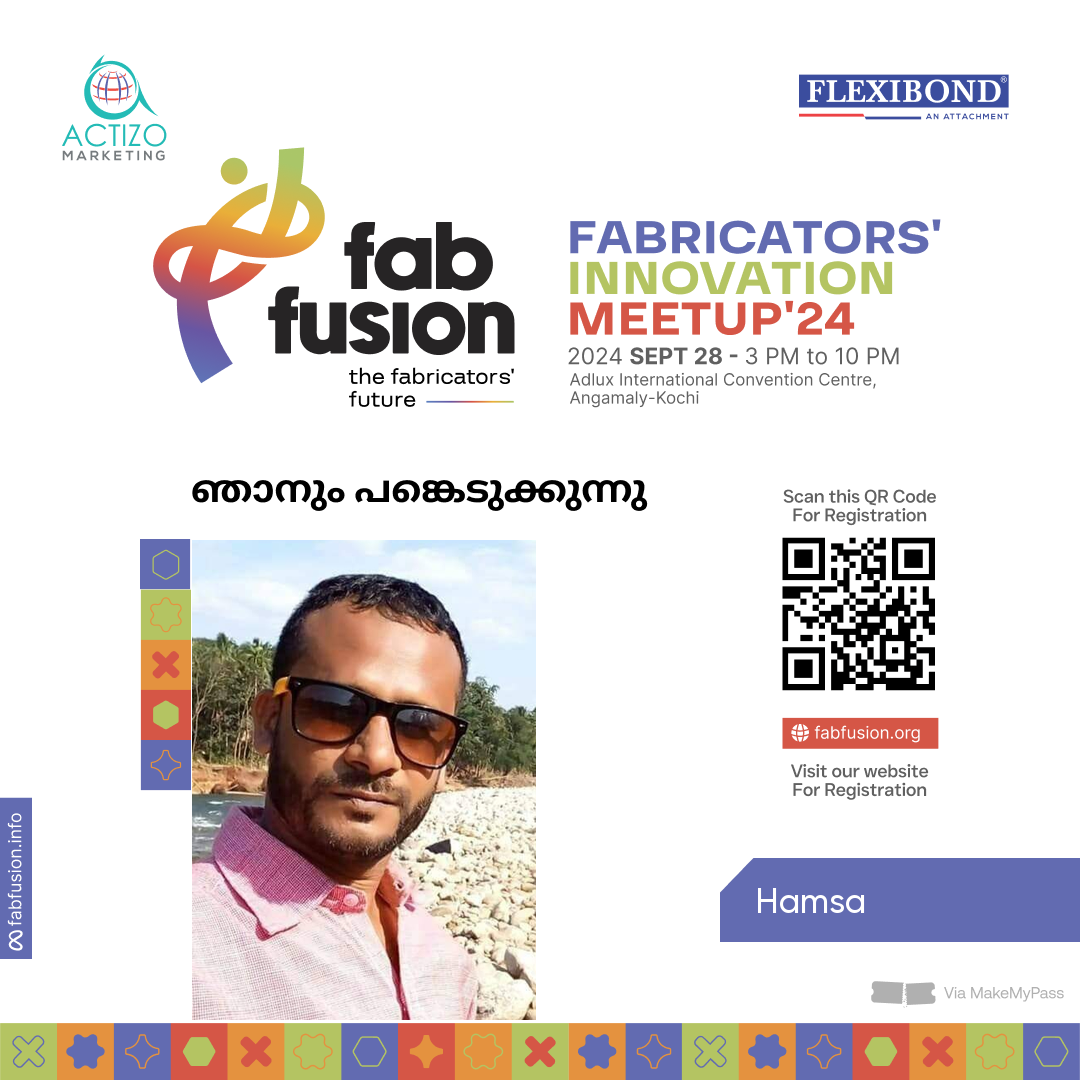 ACTIZO
MARKETING
FLEXIBOND®
AN ATTACHMENT
fab
fusion
the fabricators'
future
FABRICATORS'
INNOVATION
MEETUP'24
2024 SEPT 28 - 3 PM to 10 PM
Adlux International Convention Centre,
Angamaly-Kochi
ഞാനും പങ്കെടുക്കുന്നു
Scan this QR Code
For Registration
fabfusion.org
Visit our website
For Registration
fabfusion.info
Hamsa
Via MakeMyPass